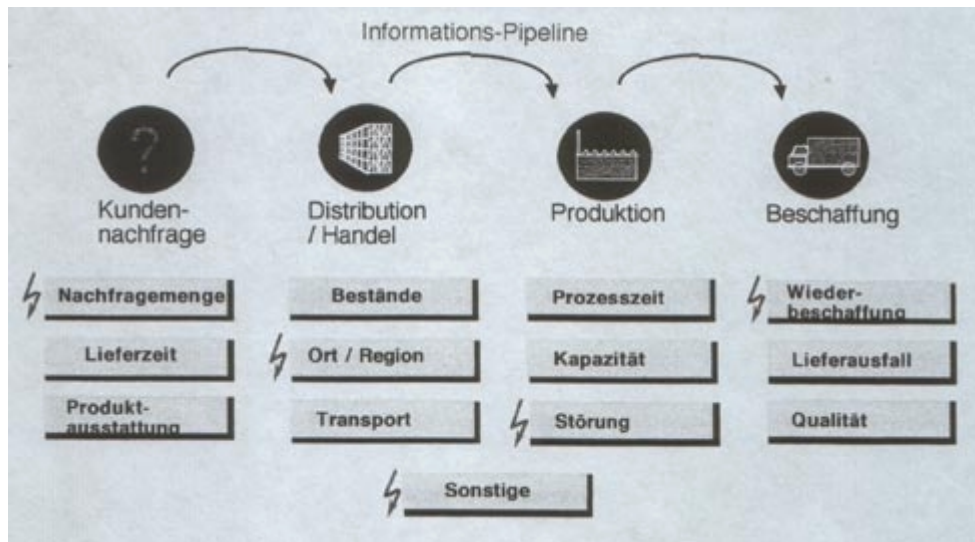 Informations-Pipeline
?
Kunden-
nachfrage
Distribution
/ Handel
Produktion
Beschaffung
Nachfragemenge
Bestände
Prozesszeit
Wieder-
beschaffung
Lieferzeit
Ort / Region
Kapazität
Lieferausfall
Produkt-
ausstattung
Transport
Störung
Qualität
Sonstige